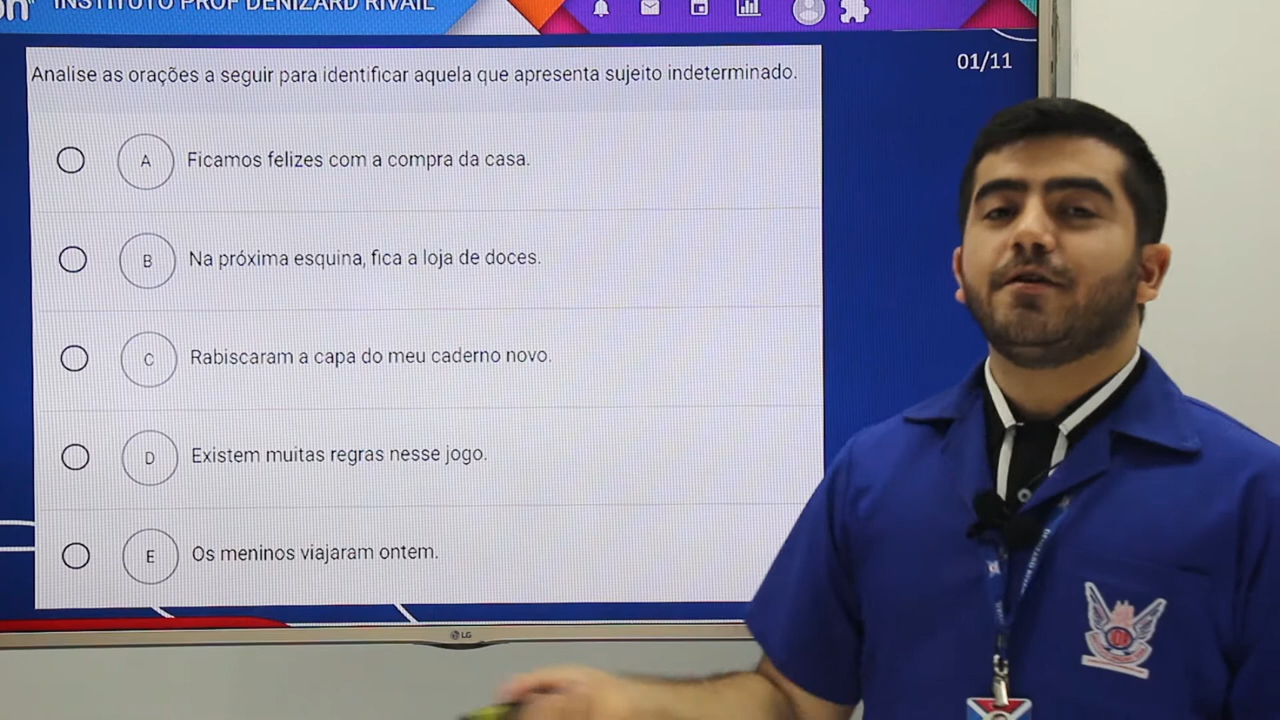 INSTITUTO PROF DENIZARD RIVAIL
01/11
Analise as orações a seguir para identificar aquela que apresenta sujeito indeterminado.
A Ficamos felizes com a compra da casa.
B Na próxima esquina, fica a loja de doces.
C Rabiscaram a capa do meu caderno novo.
D Existem muitas regras nesse jogo.
E Os meninos viajaram ontem.
LG